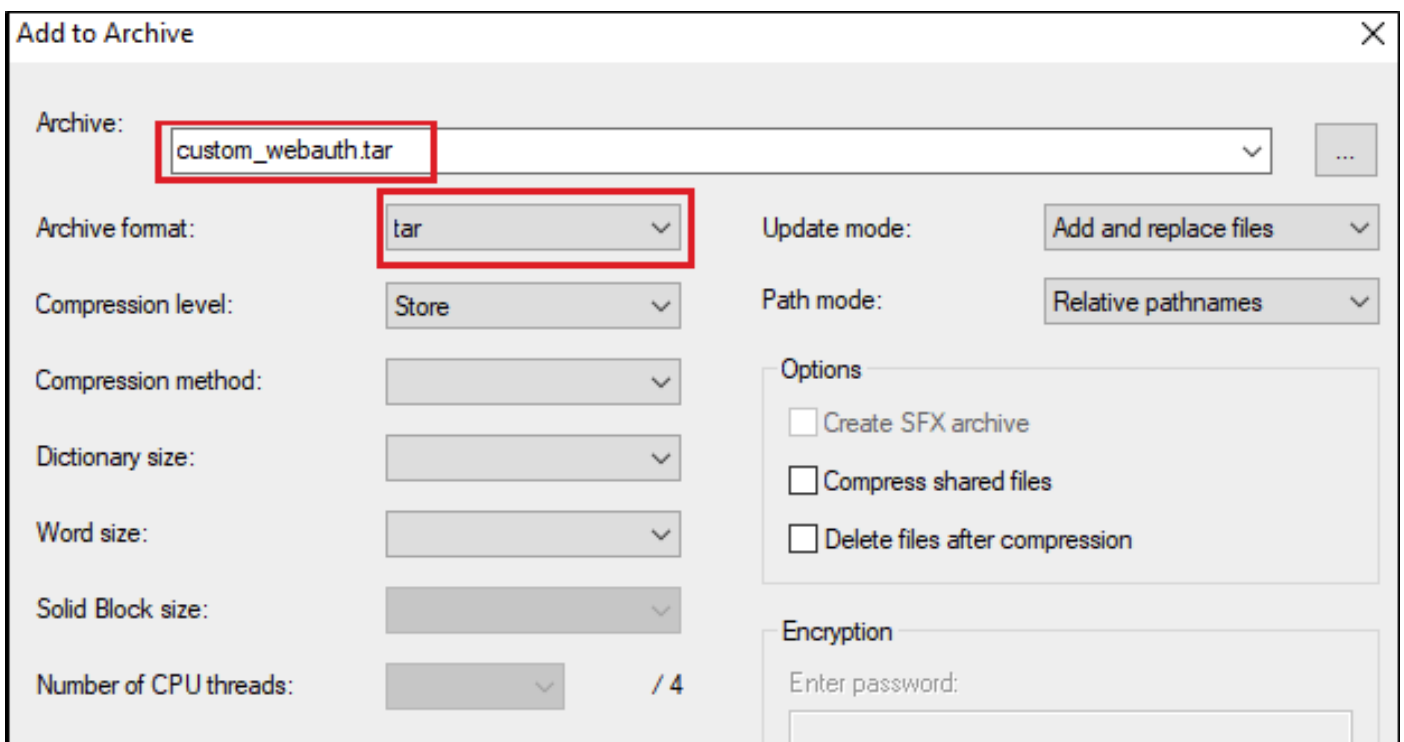 Add to Archive
Archive:
custom_webauth.tar
...
Archive format:
tar
Update mode:
Add and replace files
Compression level:
Store
Path mode:
Relative pathnames
Compression method:
Options
Create SFX archive
Dictionary size:
Compress shared files
Word size:
Delete files after compression
Solid Block size:
Encryption
Number of CPU threads:
/ 4
Enter password: